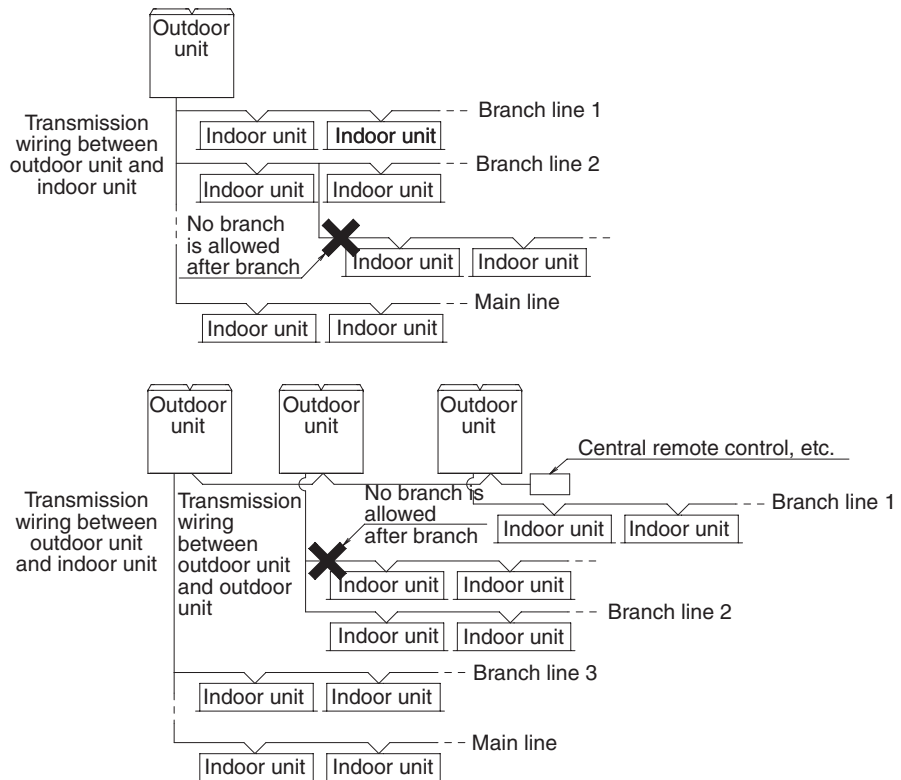 Outdoor
unit
Transmission
wiring between
outdoor unit and
indoor unit
Branch line 1
Indoor unit
Indoor unit
Branch line 2
Indoor unit
Indoor unit
No branch
is allowed
after branch
Indoor unit
Indoor unit
Main line
Indoor unit
Indoor unit
Outdoor
unit
Outdoor
unit
Outdoor
unit
Central remote control, etc.
Transmission
wiring between
outdoor unit
and indoor unit
Transmission
wiring
between
outdoor unit
and outdoor
unit
No branch is
allowed
after branch
Branch line 1
Indoor unit
Indoor unit
Indoor unit
Indoor unit
Branch line 2
Indoor unit
Indoor unit
Branch line 3
Indoor unit
Indoor unit
Main line
Indoor unit
Indoor unit